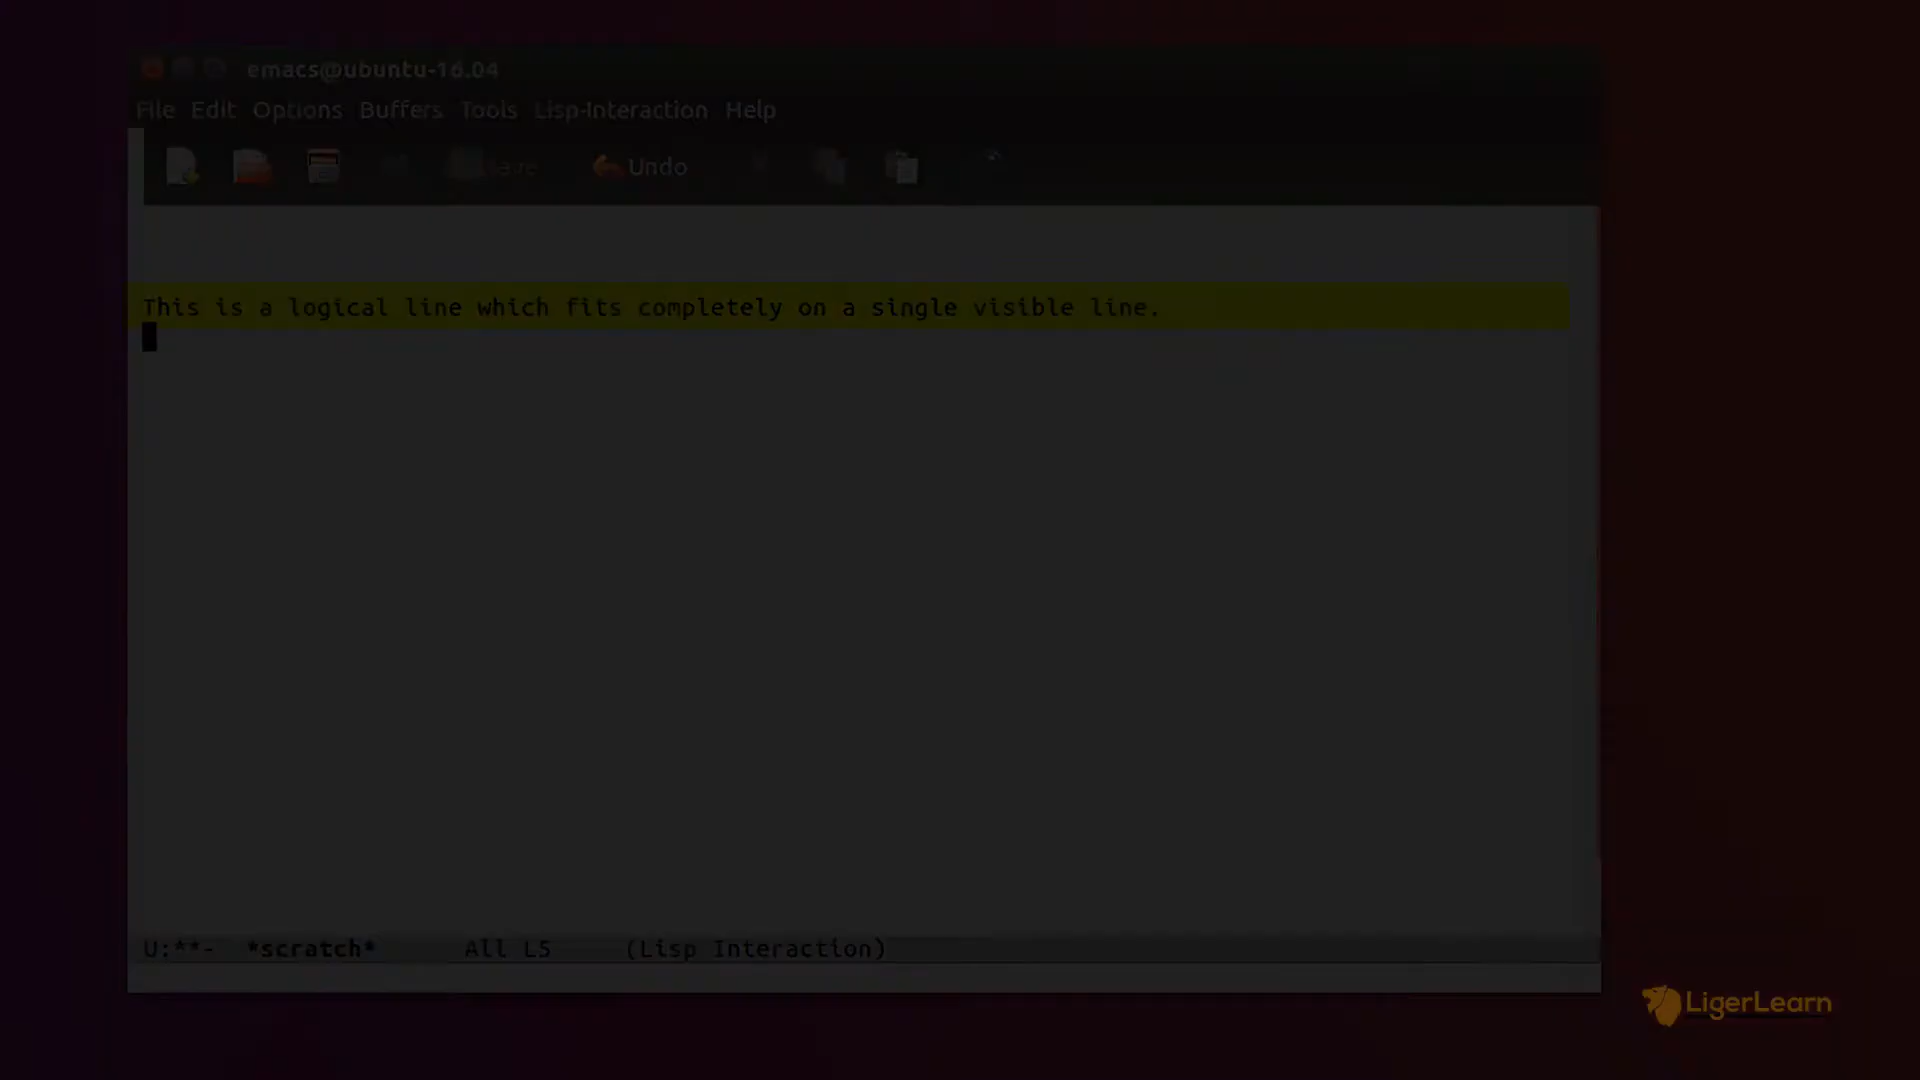 emacs@ubuntu-16.04
File Edit Options Buffers Tools Lisp-Interaction Help
Save Undo
This is a logical line which fits completely on a single visible line.
U:**- *scratch* All L5 (Lisp Interaction)
LigerLearn